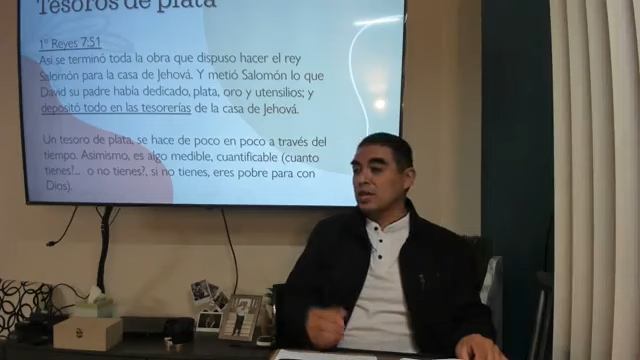 Tesoros de plata
1º Reyes 7:51
Así se terminó toda la obra que dispuso hacer el rey
Salomón para la casa de Jehová. Y metió Salomón lo que
David su padre había dedicado, plata, oro y utensilios; y
depositó todo en las tesorerías de la casa de Jehová.
Un tesoro de plata, se hace de poco en poco a través del
tiempo. Asimismo, es algo medible, cuantificable (cuanto
tienes?... o no tienes?, si no tienes, eres pobre para con
Dios).